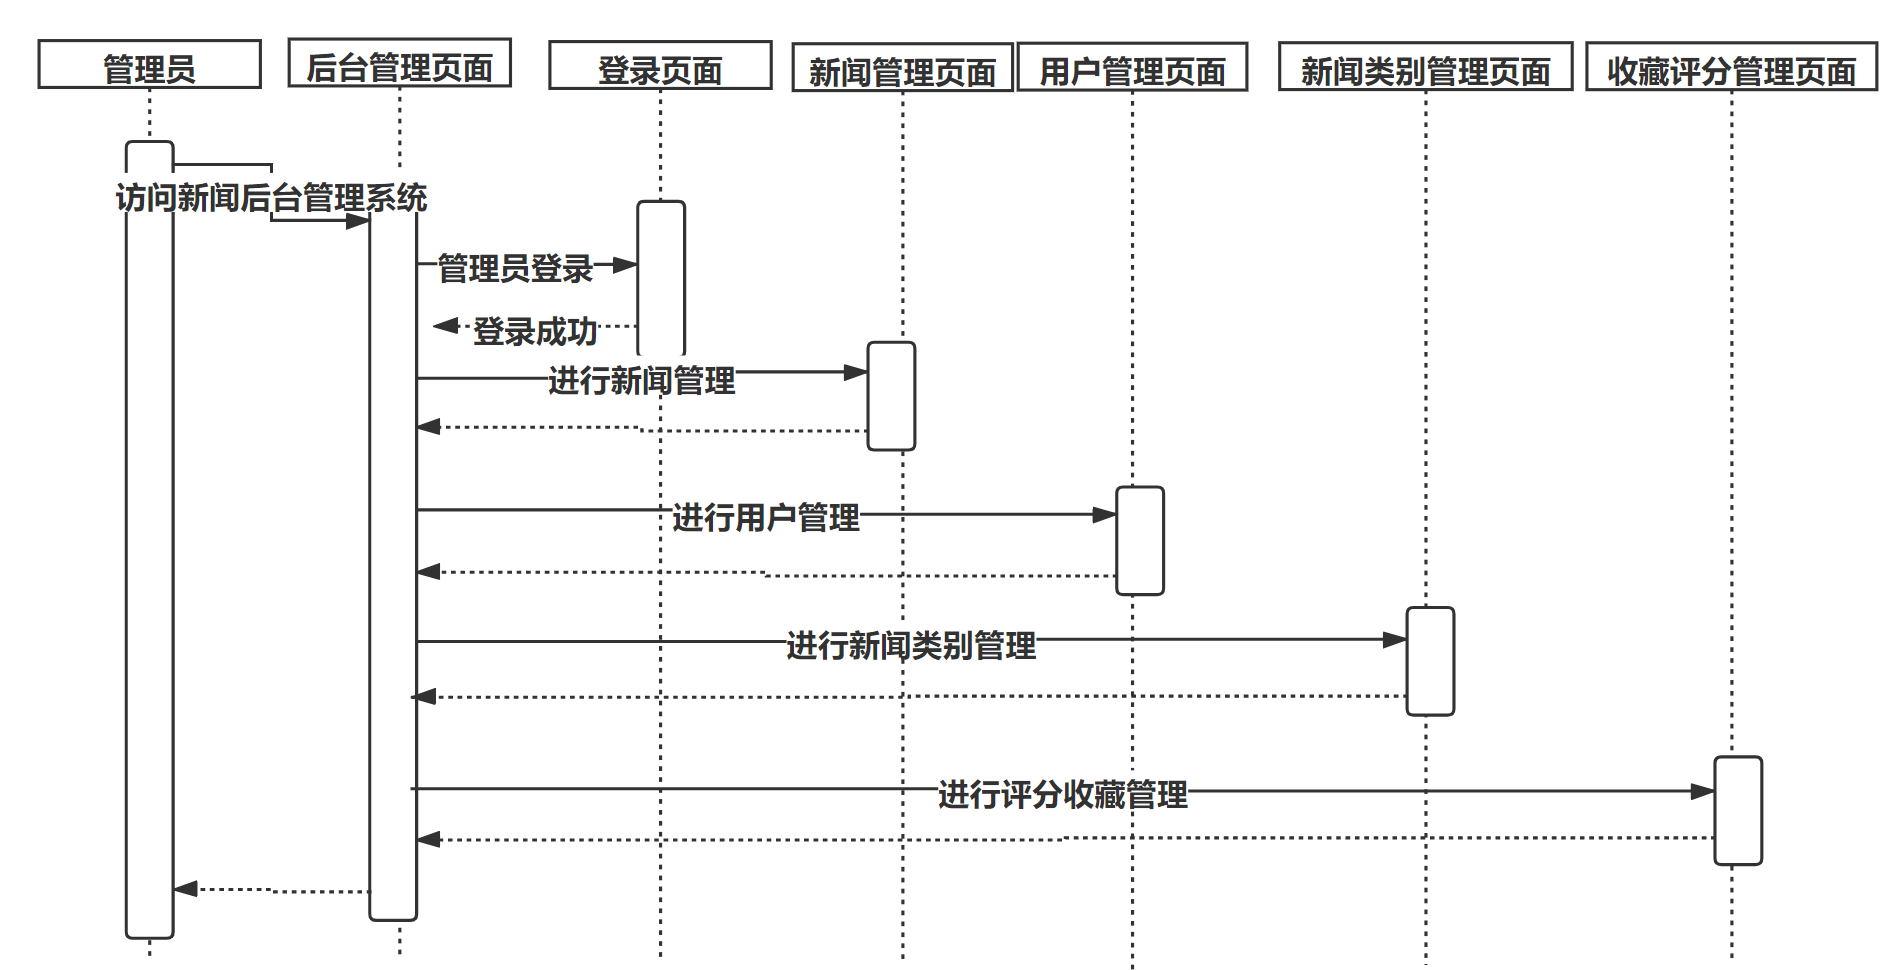 管理员
后台管理页面
登录页面
新闻管理页面
用户管理页面
新闻类别管理页面
收藏评分管理页面
访问新闻后台管理系统
管理员登录
登录成功
进行新闻管理
进行用户管理
进行新闻类别管理
进行评分收藏管理